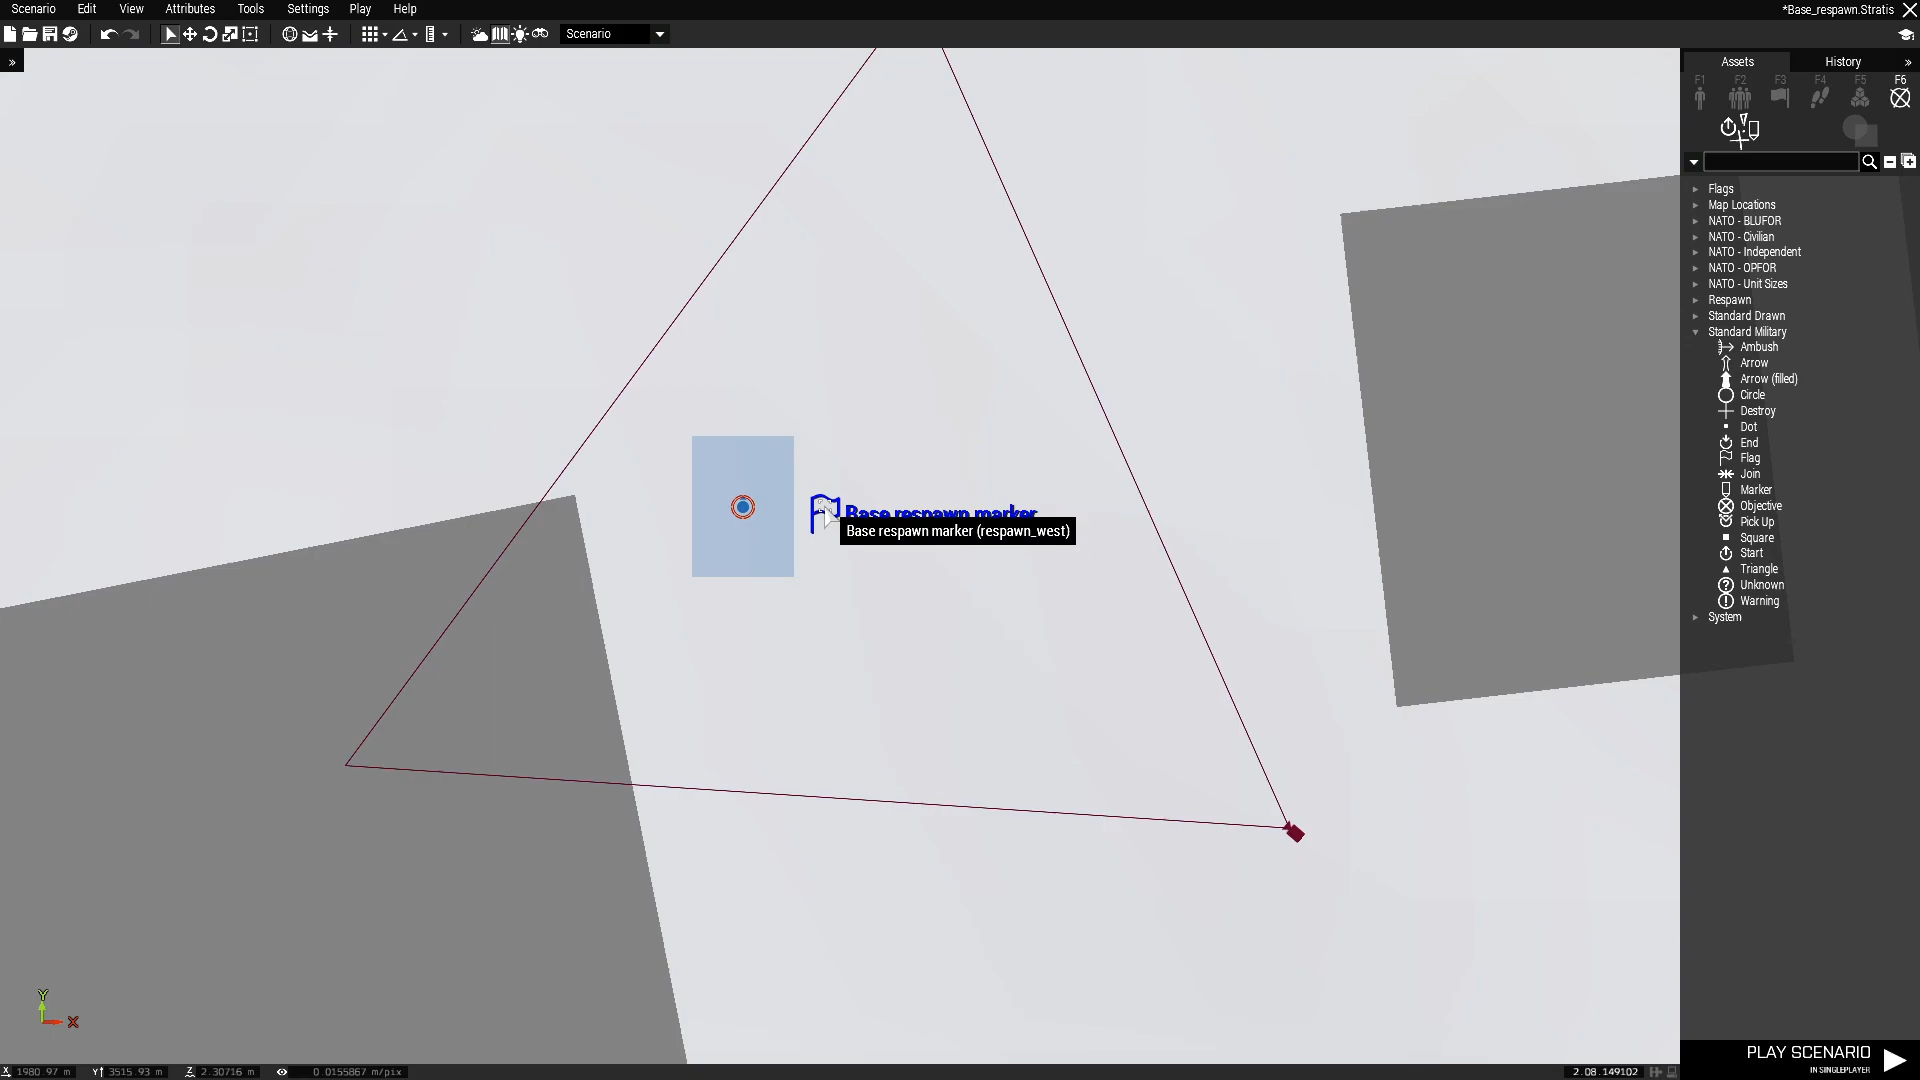 Scenario Edit View Attributes Tools Settings Play Help
*Base_respawn.Stratis
Scenario
Assets History
F1 F2 F3 F4 F5 F6
Flags
Map Locations
NATO - BLUFOR
NATO - Civilian
NATO - Independent
NATO - OPFOR
NATO - Unit Sizes
Respawn
Standard Drawn
Standard Military
Ambush
Arrow
Arrow (filled)
Circle
Destroy
Dot
End
Flag
Join
Marker
Objective
Pick Up
Square
Start
Triangle
Unknown
Warning
System
Base respawn marker
Base respawn marker (respawn_west)
Y
X
X 1980.97 m Y 3515.93 m Z 2.30716 m 0.0155867 m/pix
2.08.149102
PLAY SCENARIO
IN SINGLEPLAYER